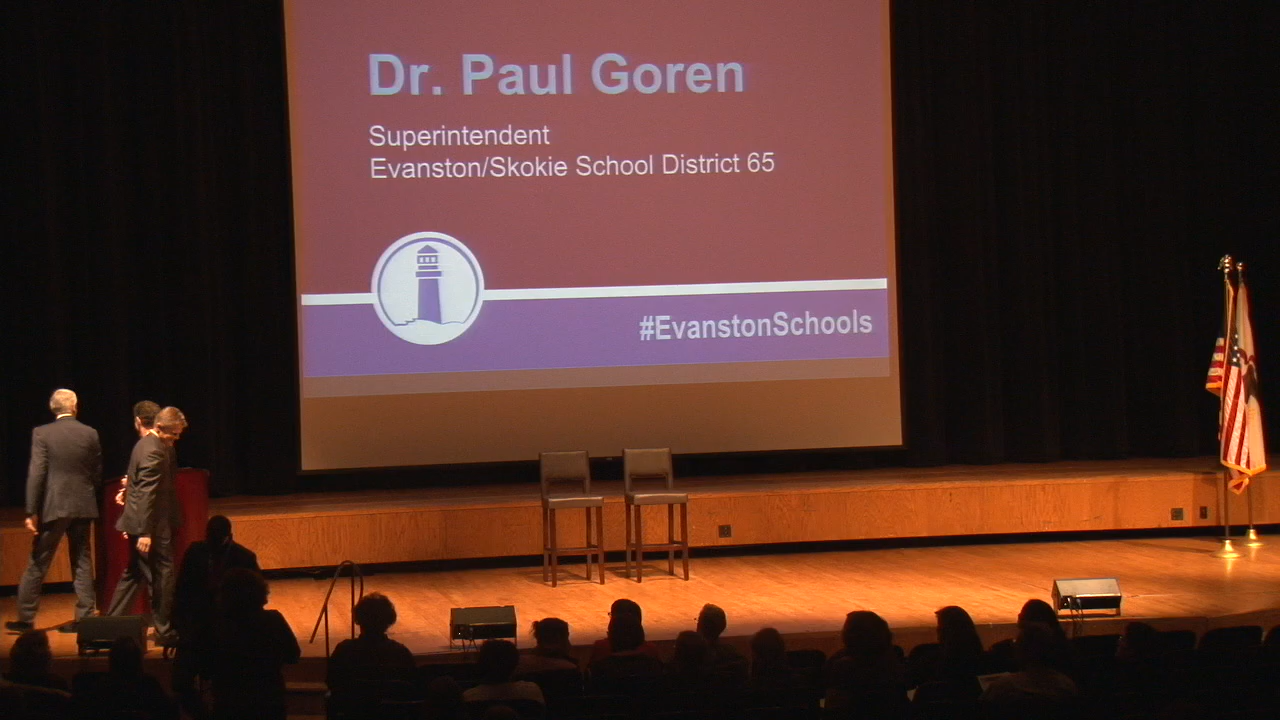 Dr. Paul Goren
Superintendent
Evanston/Skokie School District 65
#EvanstonSchools